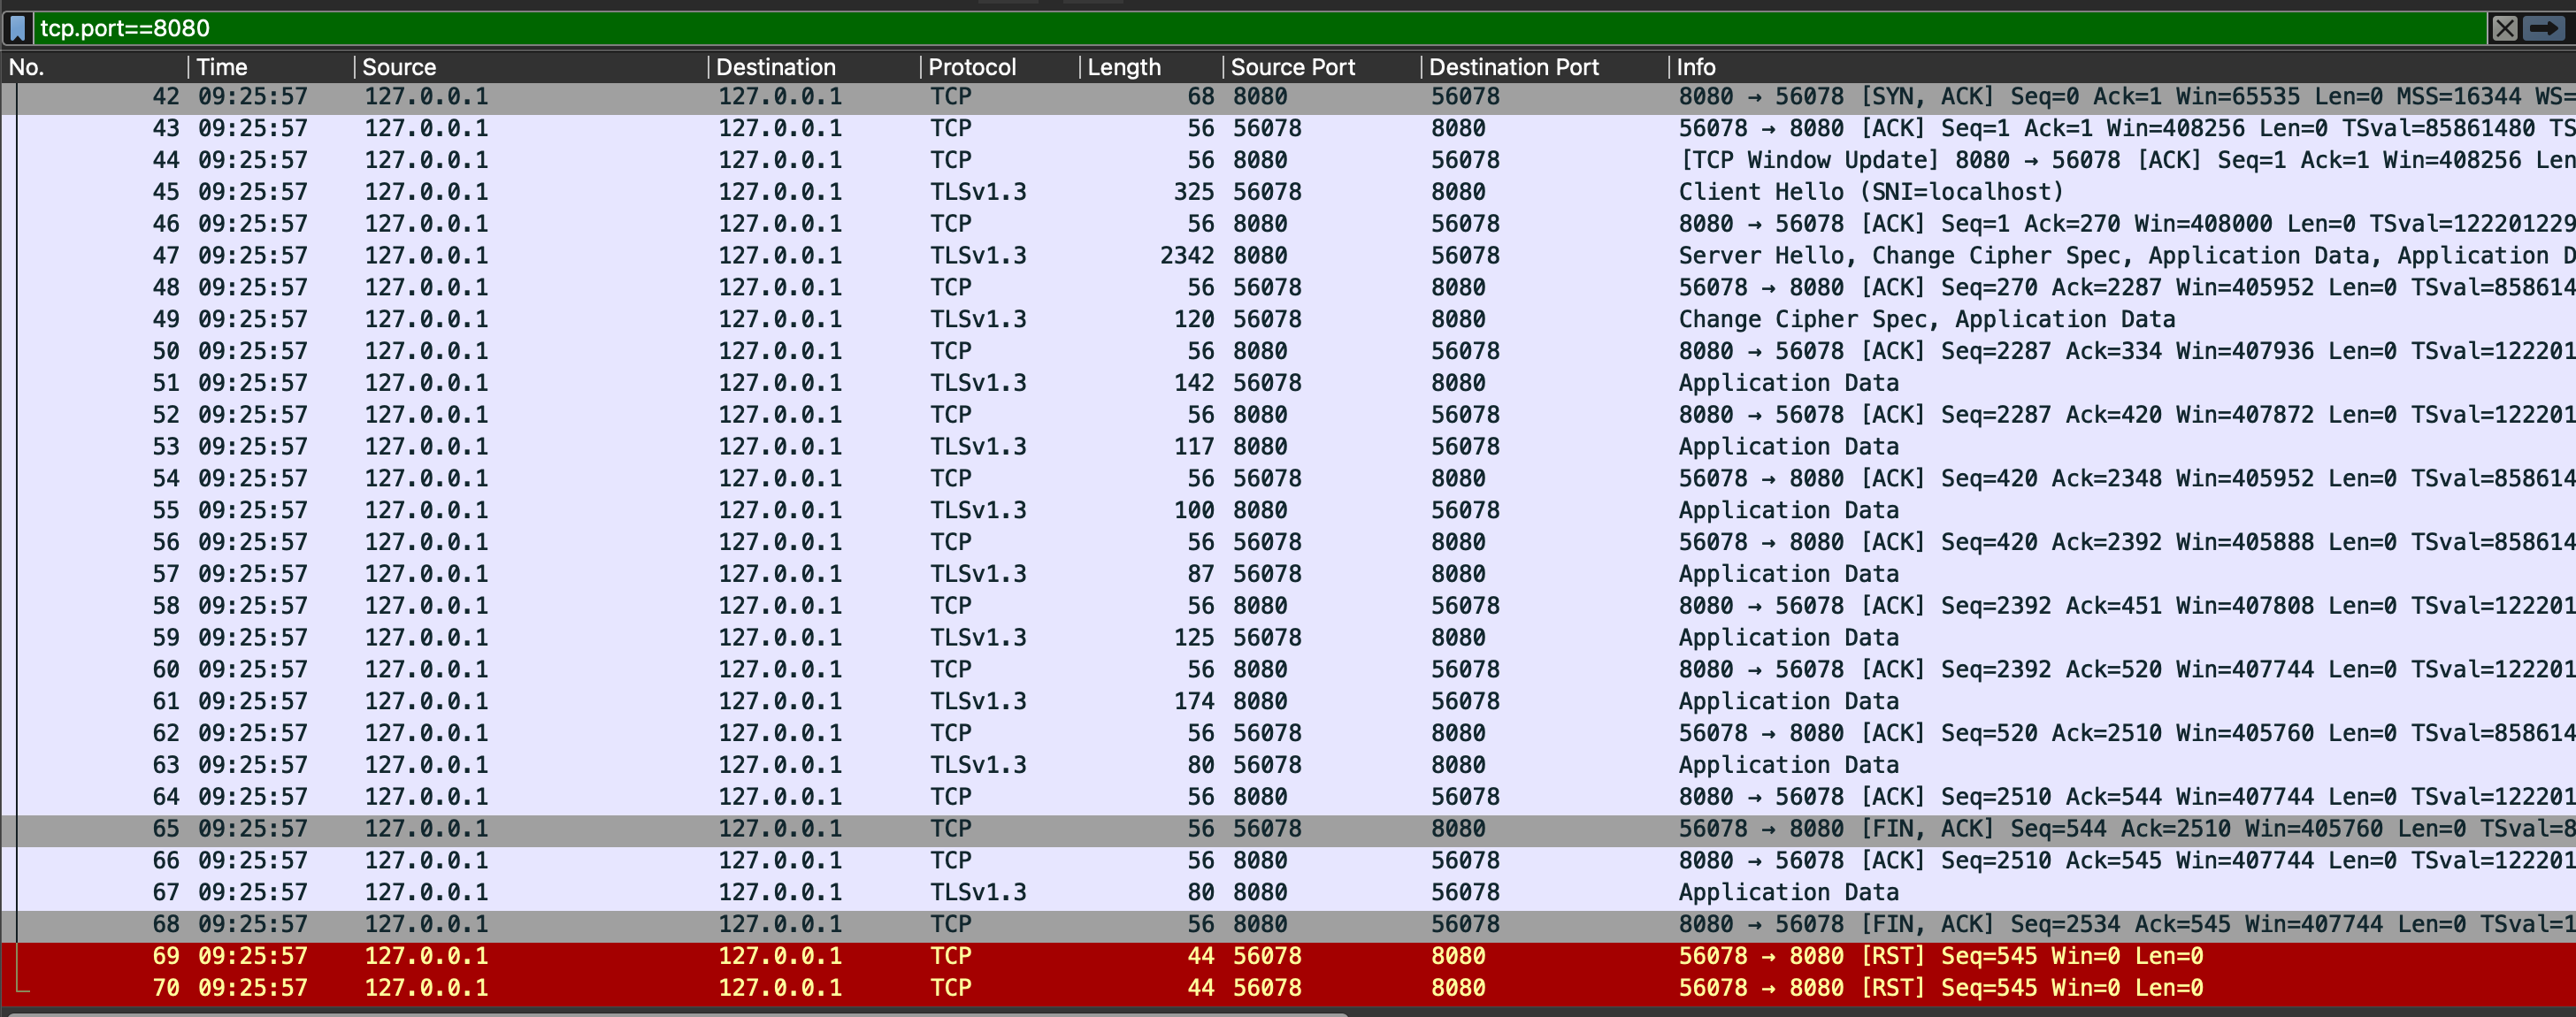 tcp.port==8080
No. Time Source Destination Protocol Length Source Port Destination Port Info
42 09:25:57 127.0.0.1 127.0.0.1 TCP 68 8080 56078 8080 → 56078 [SYN, ACK] Seq=0 Ack=1 Win=65535 Len=0 MSS=16344 WS=
43 09:25:57 127.0.0.1 127.0.0.1 TCP 56 56078 8080 56078 → 8080 [ACK] Seq=1 Ack=1 Win=408256 Len=0 TSval=85861480 TS
44 09:25:57 127.0.0.1 127.0.0.1 TCP 56 8080 56078 [TCP Window Update] 8080 → 56078 [ACK] Seq=1 Ack=1 Win=408256 Len
45 09:25:57 127.0.0.1 127.0.0.1 TLSv1.3 325 56078 8080 Client Hello (SNI=localhost)
46 09:25:57 127.0.0.1 127.0.0.1 TCP 56 8080 56078 8080 → 56078 [ACK] Seq=1 Ack=270 Win=408000 Len=0 TSval=122201229
47 09:25:57 127.0.0.1 127.0.0.1 TLSv1.3 2342 8080 56078 Server Hello, Change Cipher Spec, Application Data, Application D
48 09:25:57 127.0.0.1 127.0.0.1 TCP 56 56078 8080 56078 → 8080 [ACK] Seq=270 Ack=2287 Win=405952 Len=0 TSval=858614
49 09:25:57 127.0.0.1 127.0.0.1 TLSv1.3 120 56078 8080 Change Cipher Spec, Application Data
50 09:25:57 127.0.0.1 127.0.0.1 TCP 56 8080 56078 8080 → 56078 [ACK] Seq=2287 Ack=334 Win=407936 Len=0 TSval=122201
51 09:25:57 127.0.0.1 127.0.0.1 TLSv1.3 142 56078 8080 Application Data
52 09:25:57 127.0.0.1 127.0.0.1 TCP 56 8080 56078 8080 → 56078 [ACK] Seq=2287 Ack=420 Win=407872 Len=0 TSval=122201
53 09:25:57 127.0.0.1 127.0.0.1 TLSv1.3 117 8080 56078 Application Data
54 09:25:57 127.0.0.1 127.0.0.1 TCP 56 56078 8080 56078 → 8080 [ACK] Seq=420 Ack=2348 Win=405952 Len=0 TSval=858614
55 09:25:57 127.0.0.1 127.0.0.1 TLSv1.3 100 8080 56078 Application Data
56 09:25:57 127.0.0.1 127.0.0.1 TCP 56 56078 8080 56078 → 8080 [ACK] Seq=420 Ack=2392 Win=405888 Len=0 TSval=858614
57 09:25:57 127.0.0.1 127.0.0.1 TLSv1.3 87 56078 8080 Application Data
58 09:25:57 127.0.0.1 127.0.0.1 TCP 56 8080 56078 8080 → 56078 [ACK] Seq=2392 Ack=451 Win=407808 Len=0 TSval=122201
59 09:25:57 127.0.0.1 127.0.0.1 TLSv1.3 125 56078 8080 Application Data
60 09:25:57 127.0.0.1 127.0.0.1 TCP 56 8080 56078 8080 → 56078 [ACK] Seq=2392 Ack=520 Win=407744 Len=0 TSval=122201
61 09:25:57 127.0.0.1 127.0.0.1 TLSv1.3 174 8080 56078 Application Data
62 09:25:57 127.0.0.1 127.0.0.1 TCP 56 56078 8080 56078 → 8080 [ACK] Seq=520 Ack=2510 Win=405760 Len=0 TSval=858614
63 09:25:57 127.0.0.1 127.0.0.1 TLSv1.3 80 56078 8080 Application Data
64 09:25:57 127.0.0.1 127.0.0.1 TCP 56 8080 56078 8080 → 56078 [ACK] Seq=2510 Ack=544 Win=407744 Len=0 TSval=122201
65 09:25:57 127.0.0.1 127.0.0.1 TCP 56 56078 8080 56078 → 8080 [FIN, ACK] Seq=544 Ack=2510 Win=405760 Len=0 TSval=8
66 09:25:57 127.0.0.1 127.0.0.1 TCP 56 8080 56078 8080 → 56078 [ACK] Seq=2510 Ack=545 Win=407744 Len=0 TSval=122201
67 09:25:57 127.0.0.1 127.0.0.1 TLSv1.3 80 8080 56078 Application Data
68 09:25:57 127.0.0.1 127.0.0.1 TCP 56 8080 56078 8080 → 56078 [FIN, ACK] Seq=2534 Ack=545 Win=407744 Len=0 TSval=1
69 09:25:57 127.0.0.1 127.0.0.1 TCP 44 56078 8080 56078 → 8080 [RST] Seq=545 Win=0 Len=0
70 09:25:57 127.0.0.1 127.0.0.1 TCP 44 56078 8080 56078 → 8080 [RST] Seq=545 Win=0 Len=0